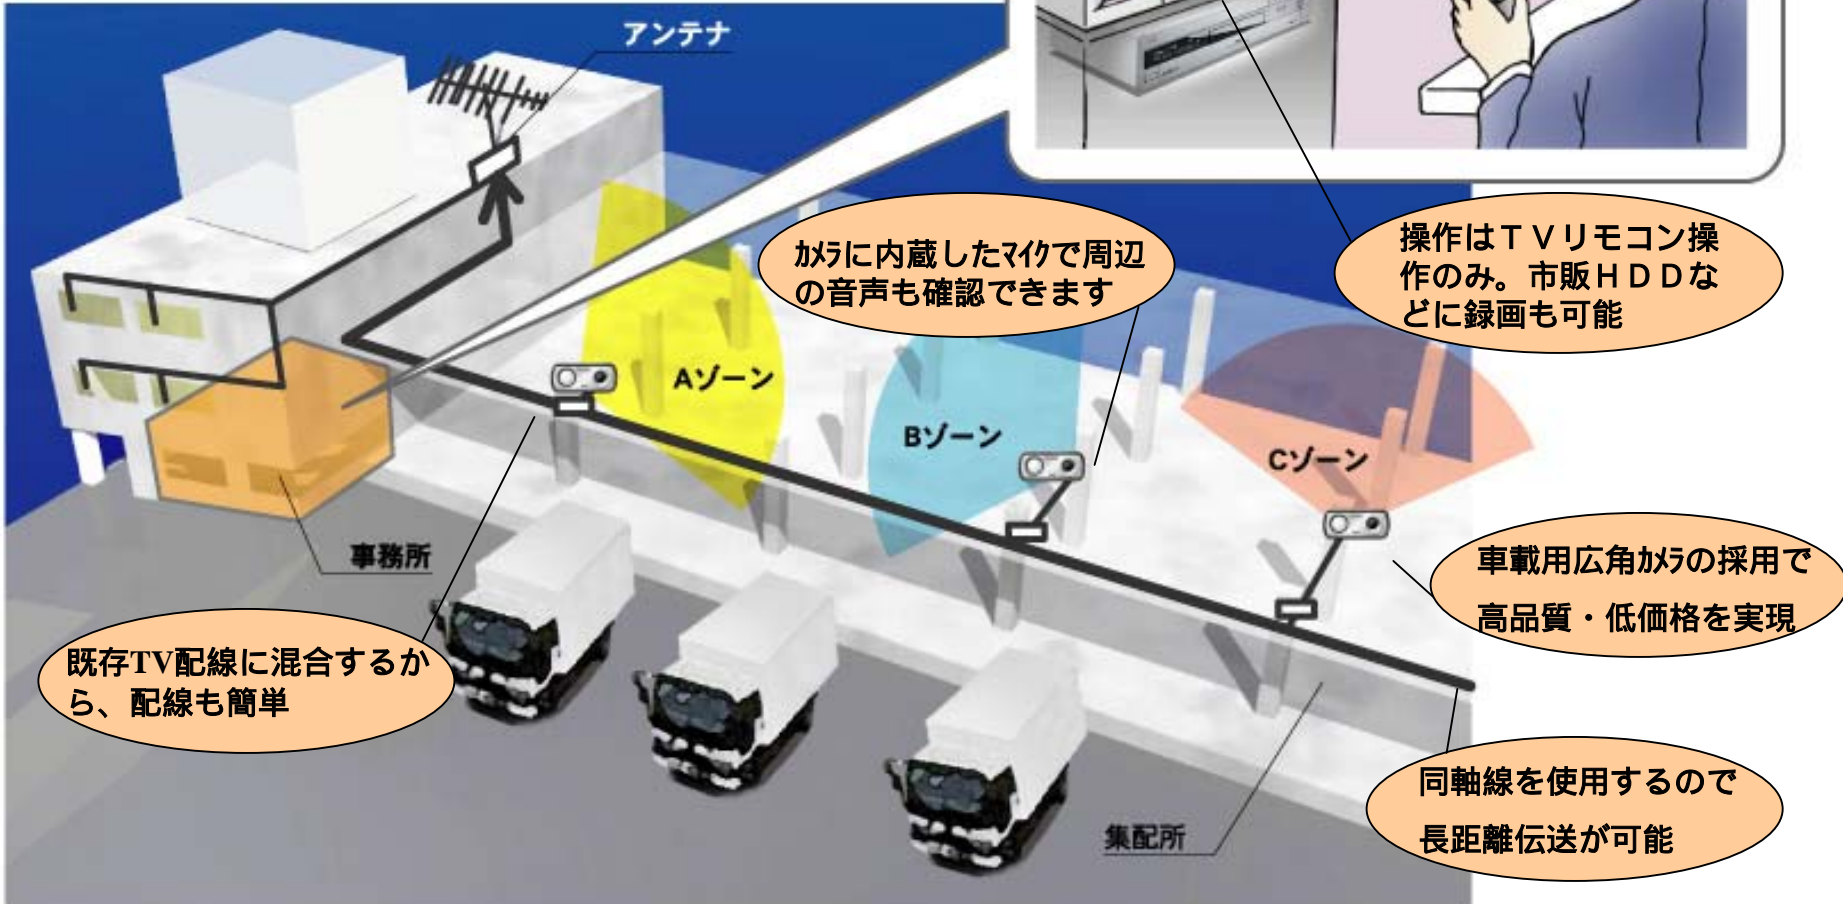 アンテナ
カメラに内蔵したマイクで周辺
の音声も確認できます
操作はＴＶリモコン操
作のみ。市販ＨＤＤな
どに録画も可能
Aゾーン
Bゾーン
Cゾーン
事務所
車載用広角カメラの採用で
高品質・低価格を実現
既存TV配線に混合するか
ら、配線も簡単
同軸線を使用するので
長距離伝送が可能
集配所